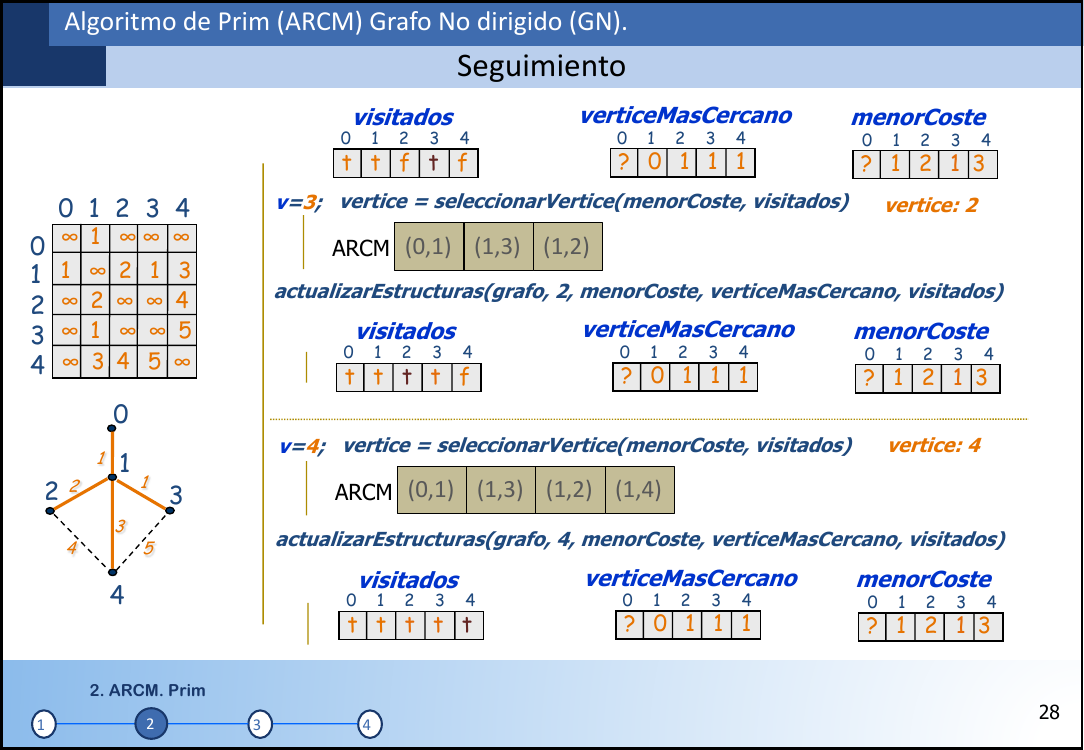 Algoritmo de Prim (ARCM) Grafo No dirigido (GN).
Seguimiento
visitados
0 1 2 3 4
t t f t f
verticeMasCercano
0 1 2 3 4
? 0 1 1 1
menorCoste
0 1 2 3 4
? 1 2 1 3
v=3; vertice = seleccionarVertice(menorCoste, visitados) vertice: 2
ARCM (0,1) (1,3) (1,2)
actualizarEstructuras(grafo, 2, menorCoste, verticeMasCercano, visitados)
visitados
0 1 2 3 4
t t t t f
verticeMasCercano
0 1 2 3 4
? 0 1 1 1
menorCoste
0 1 2 3 4
? 1 2 1 3
v=4; vertice = seleccionarVertice(menorCoste, visitados) vertice: 4
ARCM (0,1) (1,3) (1,2) (1,4)
actualizarEstructuras(grafo, 4, menorCoste, verticeMasCercano, visitados)
visitados
0 1 2 3 4
t t t t t
verticeMasCercano
0 1 2 3 4
? 0 1 1 1
menorCoste
0 1 2 3 4
? 1 2 1 3
0 1 2 3 4
0 ∞ 1 ∞ ∞ ∞
1 1 ∞ 2 1 3
2 ∞ 2 ∞ ∞ 4
3 ∞ 1 ∞ ∞ 5
4 ∞ 3 4 5 ∞
0
1 1
2 2 1 3
3
4 5
4
2. ARCM. Prim
1 2 3 4
28